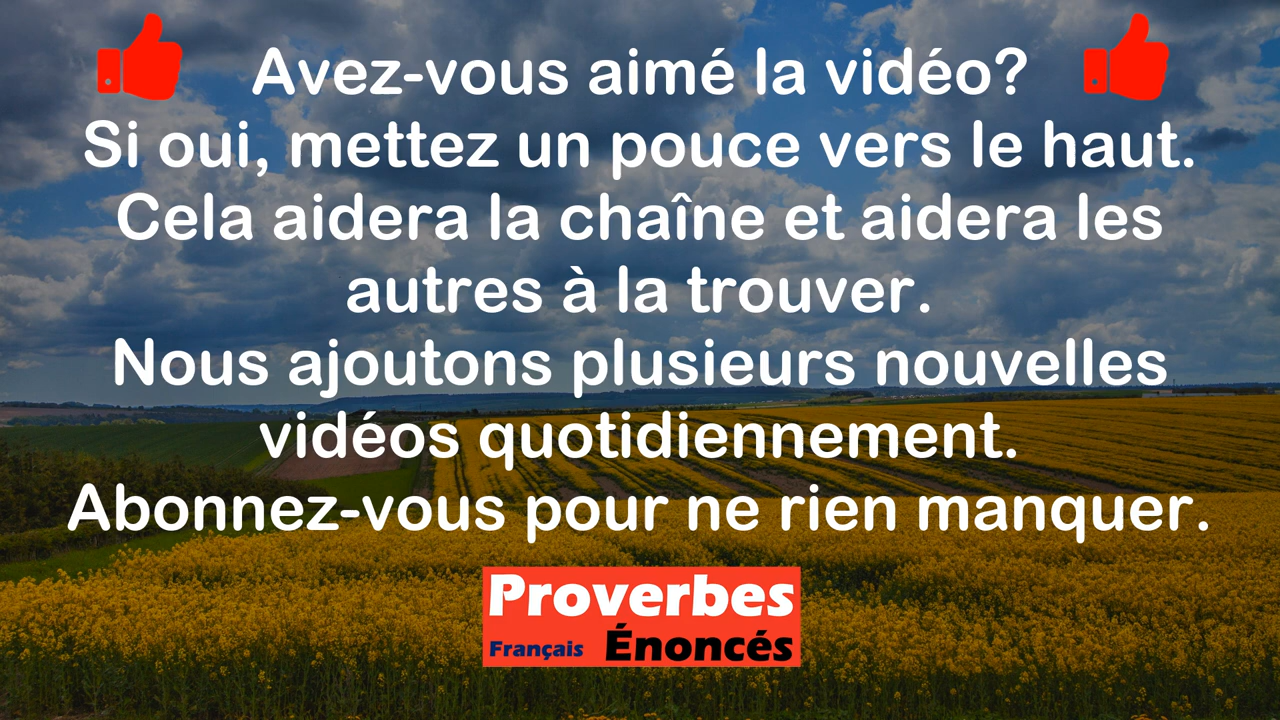 Avez-vous aimé la vidéo?
Si oui, mettez un pouce vers le haut.
Cela aidera la chaîne et aidera les
autres à la trouver.
Nous ajoutons plusieurs nouvelles
vidéos quotidiennement.
Abonnez-vous pour ne rien manquer.
Proverbes
Français Énoncés